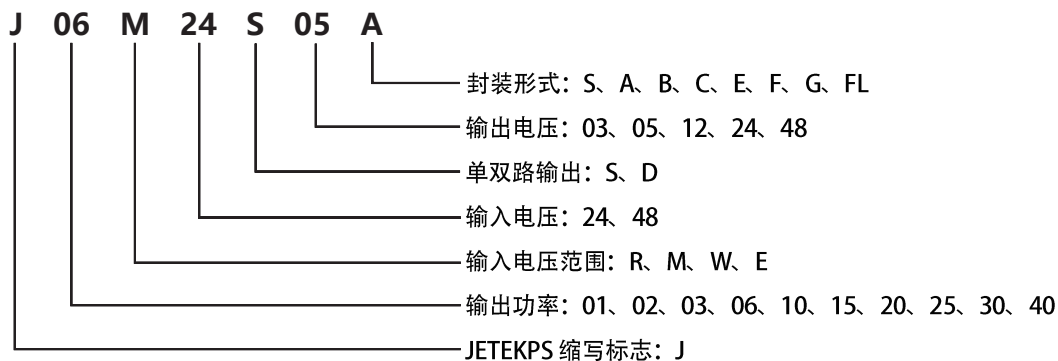 J 06 M 24 S 05 A
封装形式：S、A、B、C、E、F、G、FL
输出电压：03、05、12、24、48
单双路输出：S、D
输入电压：24、48
输入电压范围：R、M、W、E
输出功率：01、02、03、06、10、15、20、25、30、40
JETEKPS 缩写标志：J